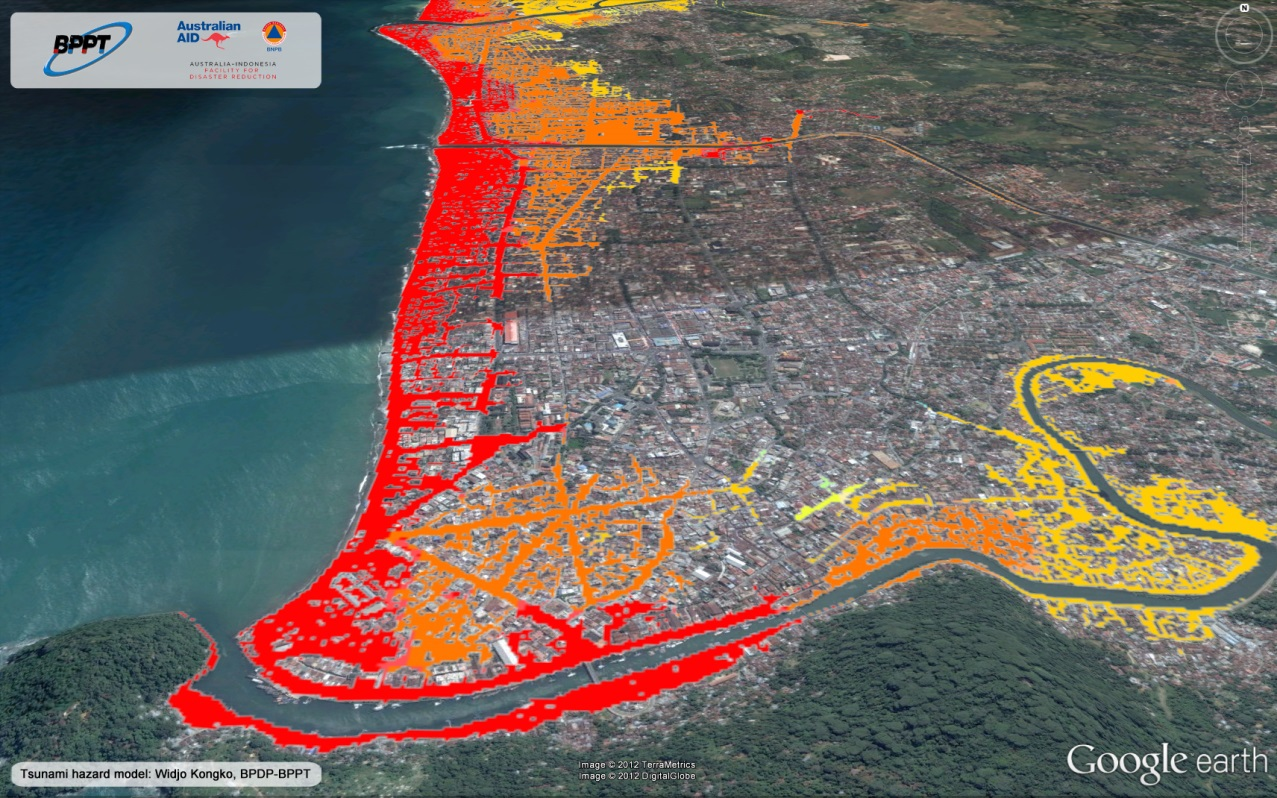 BPPT
Australian
AID
BNPB
AUSTRALIA-INDONESIA
FACILITY FOR
DISASTER REDUCTION
N
Tsunami hazard model: Widjo Kongko, BPDP-BPPT
Image © 2012 TerraMetrics
Image © 2012 DigitalGlobe
Google earth